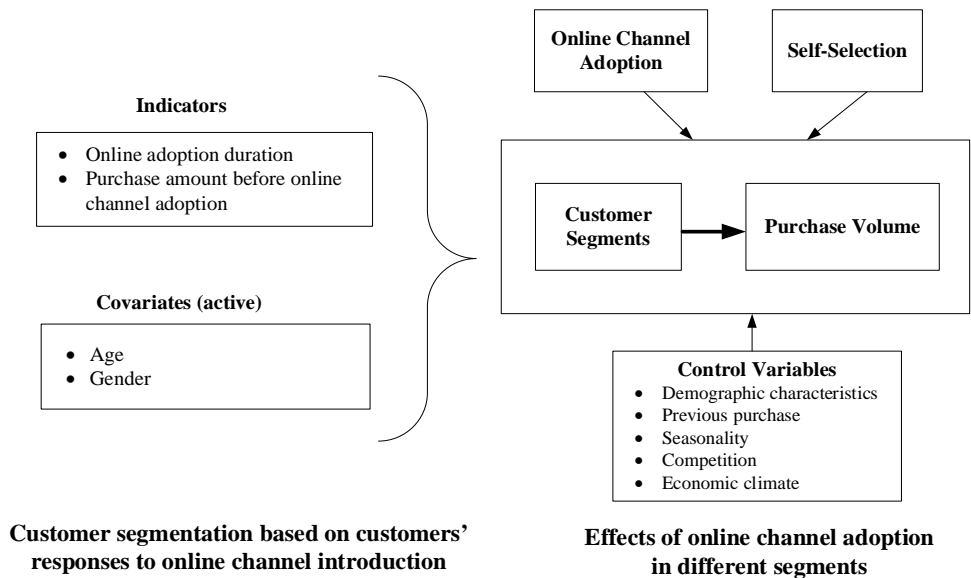 Indicators
• Online adoption duration
• Purchase amount before online
channel adoption
Covariates (active)
• Age
• Gender
Customer segmentation based on customers’
responses to online channel introduction
Online Channel
Adoption
Self-Selection
Customer
Segments
Purchase Volume
Control Variables
• Demographic characteristics
• Previous purchase
• Seasonality
• Competition
• Economic climate
Effects of online channel adoption
in different segments